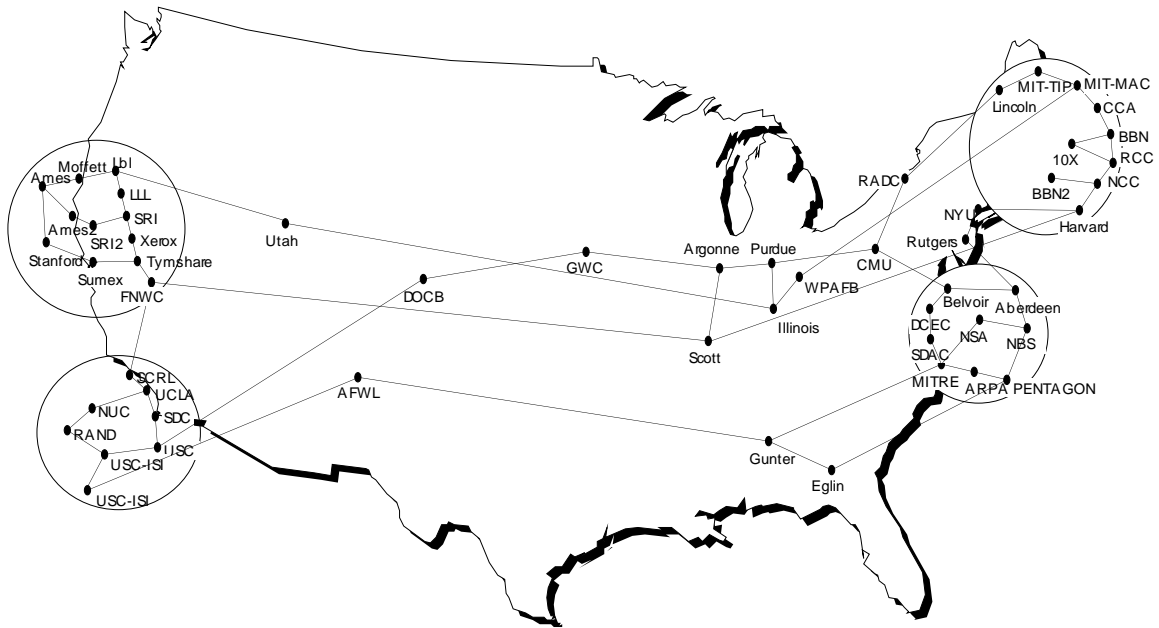 MIT-TIP
MIT-MAC
Lincoln
CCA
BBN
10X
RCC
BBN2
NCC
Harvard
RADC
NYU
Rutgers
Moffett
Lbl
Ames
LLL
Ames2
SRI
SRI2
Xerox
Stanford
Tymshare
Sumex
FNWC
Utah
GWC
DOCB
Argonne
Purdue
CMU
WPAFB
Illinois
Scott
Belvoir
Aberdeen
DCEC
NSA
NBS
SDAC
MITRE
ARPA
PENTAGON
SCRL
UCLA
NUC
SDC
RAND
USC
USC-ISI
USC-ISI
AFWL
Gunter
Eglin